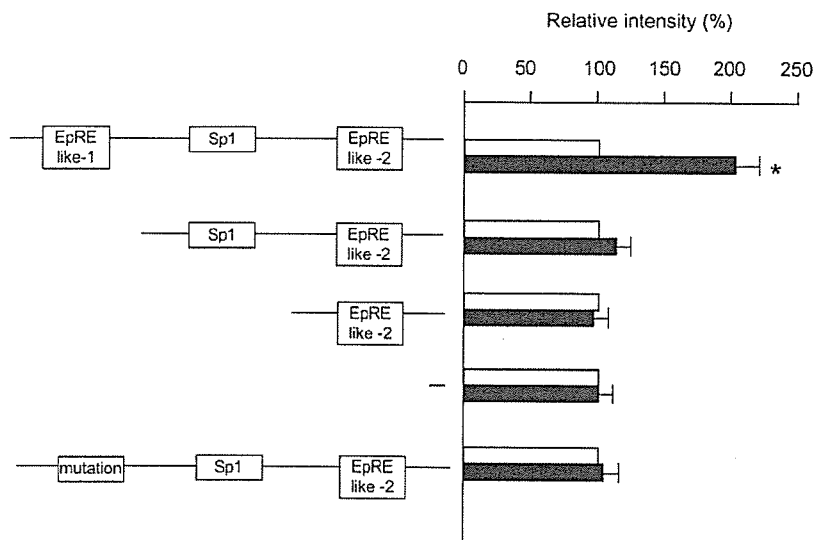 Relative intensity (%)
0 50 100 150 200 250
EpRE
like-1
Sp1
EpRE
like -2
*
Sp1
EpRE
like -2
EpRE
like -2
mutation
Sp1
EpRE
like -2